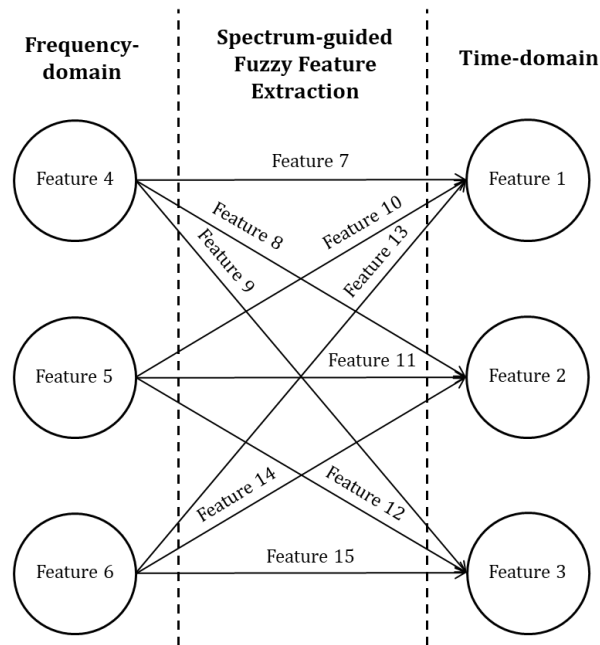 Frequency-
domain
Spectrum-guided
Fuzzy Feature
Extraction
Time-domain
Feature 4
Feature 7
Feature 1
Feature 8
Feature 10
Feature 9
Feature 13
Feature 5
Feature 11
Feature 2
Feature 14
Feature 12
Feature 6
Feature 15
Feature 3